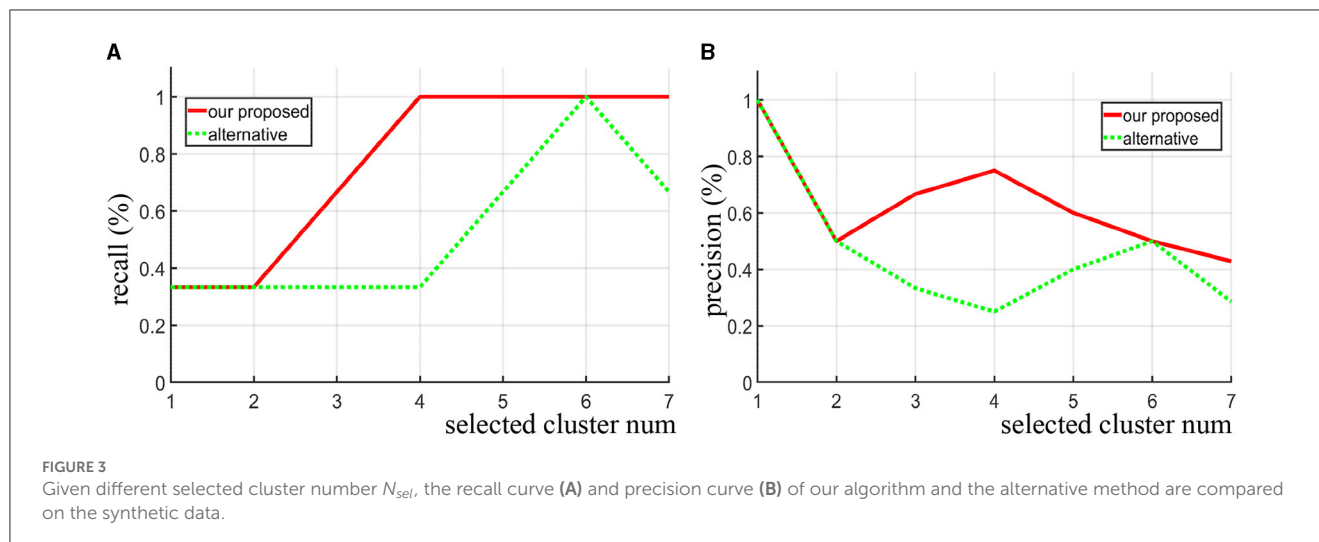 A
recall (%)
1
0.8
0.6
0.4
0.2
0
our proposed
alternative
1 2 3 4 5 6 7
selected cluster num
B
precision (%)
1
0.8
0.6
0.4
0.2
0
our proposed
alternative
1 2 3 4 5 6 7
selected cluster num
FIGURE 3
Given different selected cluster number Nsel, the recall curve (A) and precision curve (B) of our algorithm and the alternative method are compared
on the synthetic data.